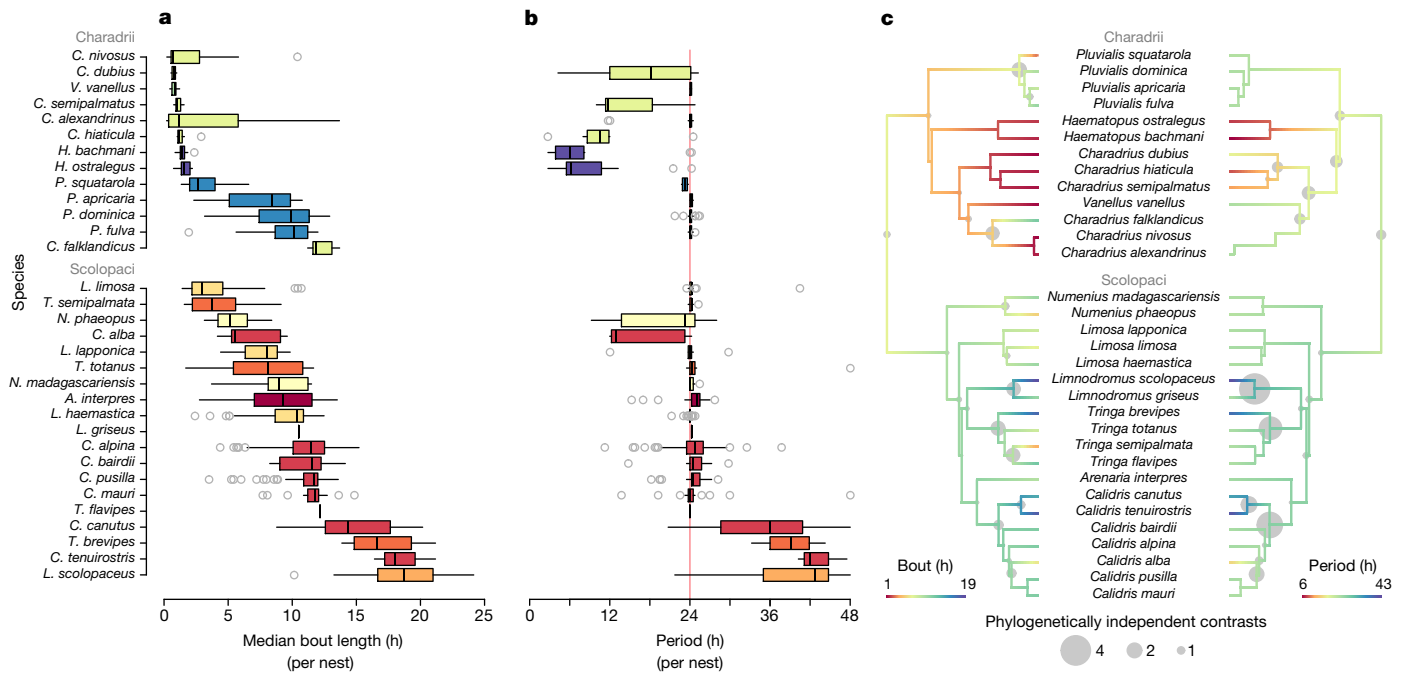 a
b
c
Charadrii
C. nivosus
C. dubius
V. vanellus
C. semipalmatus
C. alexandrinus
C. hiaticula
H. bachmani
H. ostralegus
P. squatarola
P. apricaria
P. dominica
P. fulva
C. falklandicus
Species
Scolopaci
L. limosa
T. semipalmata
N. phaeopus
C. alba
L. lapponica
T. totanus
N. madagascariensis
A. interpres
L. haemastica
L. griseus
C. alpina
C. bairdii
C. pusilla
C. mauri
T. flavipes
C. canutus
T. brevipes
C. tenuirostris
L. scolopaceus
0 5 10 15 20 25
Median bout length (h)
(per nest)
0 12 24 36 48
Period (h)
(per nest)
Charadrii
Pluvialis squatarola
Pluvialis dominica
Pluvialis apricaria
Pluvialis fulva
Haematopus ostralegus
Haematopus bachmani
Charadrius dubius
Charadrius hiaticula
Charadrius semipalmatus
Vanellus vanellus
Charadrius falklandicus
Charadrius nivosus
Charadrius alexandrinus
Scolopaci
Numenius madagascariensis
Numenius phaeopus
Limosa lapponica
Limosa limosa
Limosa haemastica
Limnodromus scolopaceus
Limnodromus griseus
Tringa brevipes
Tringa totanus
Tringa semipalmata
Tringa flavipes
Arenaria interpres
Calidris canutus
Calidris tenuirostris
Calidris bairdii
Calidris alpina
Calidris alba
Calidris pusilla
Calidris mauri
Bout (h)
1 19
Period (h)
6 43
Phylogenetically independent contrasts
4 2 1